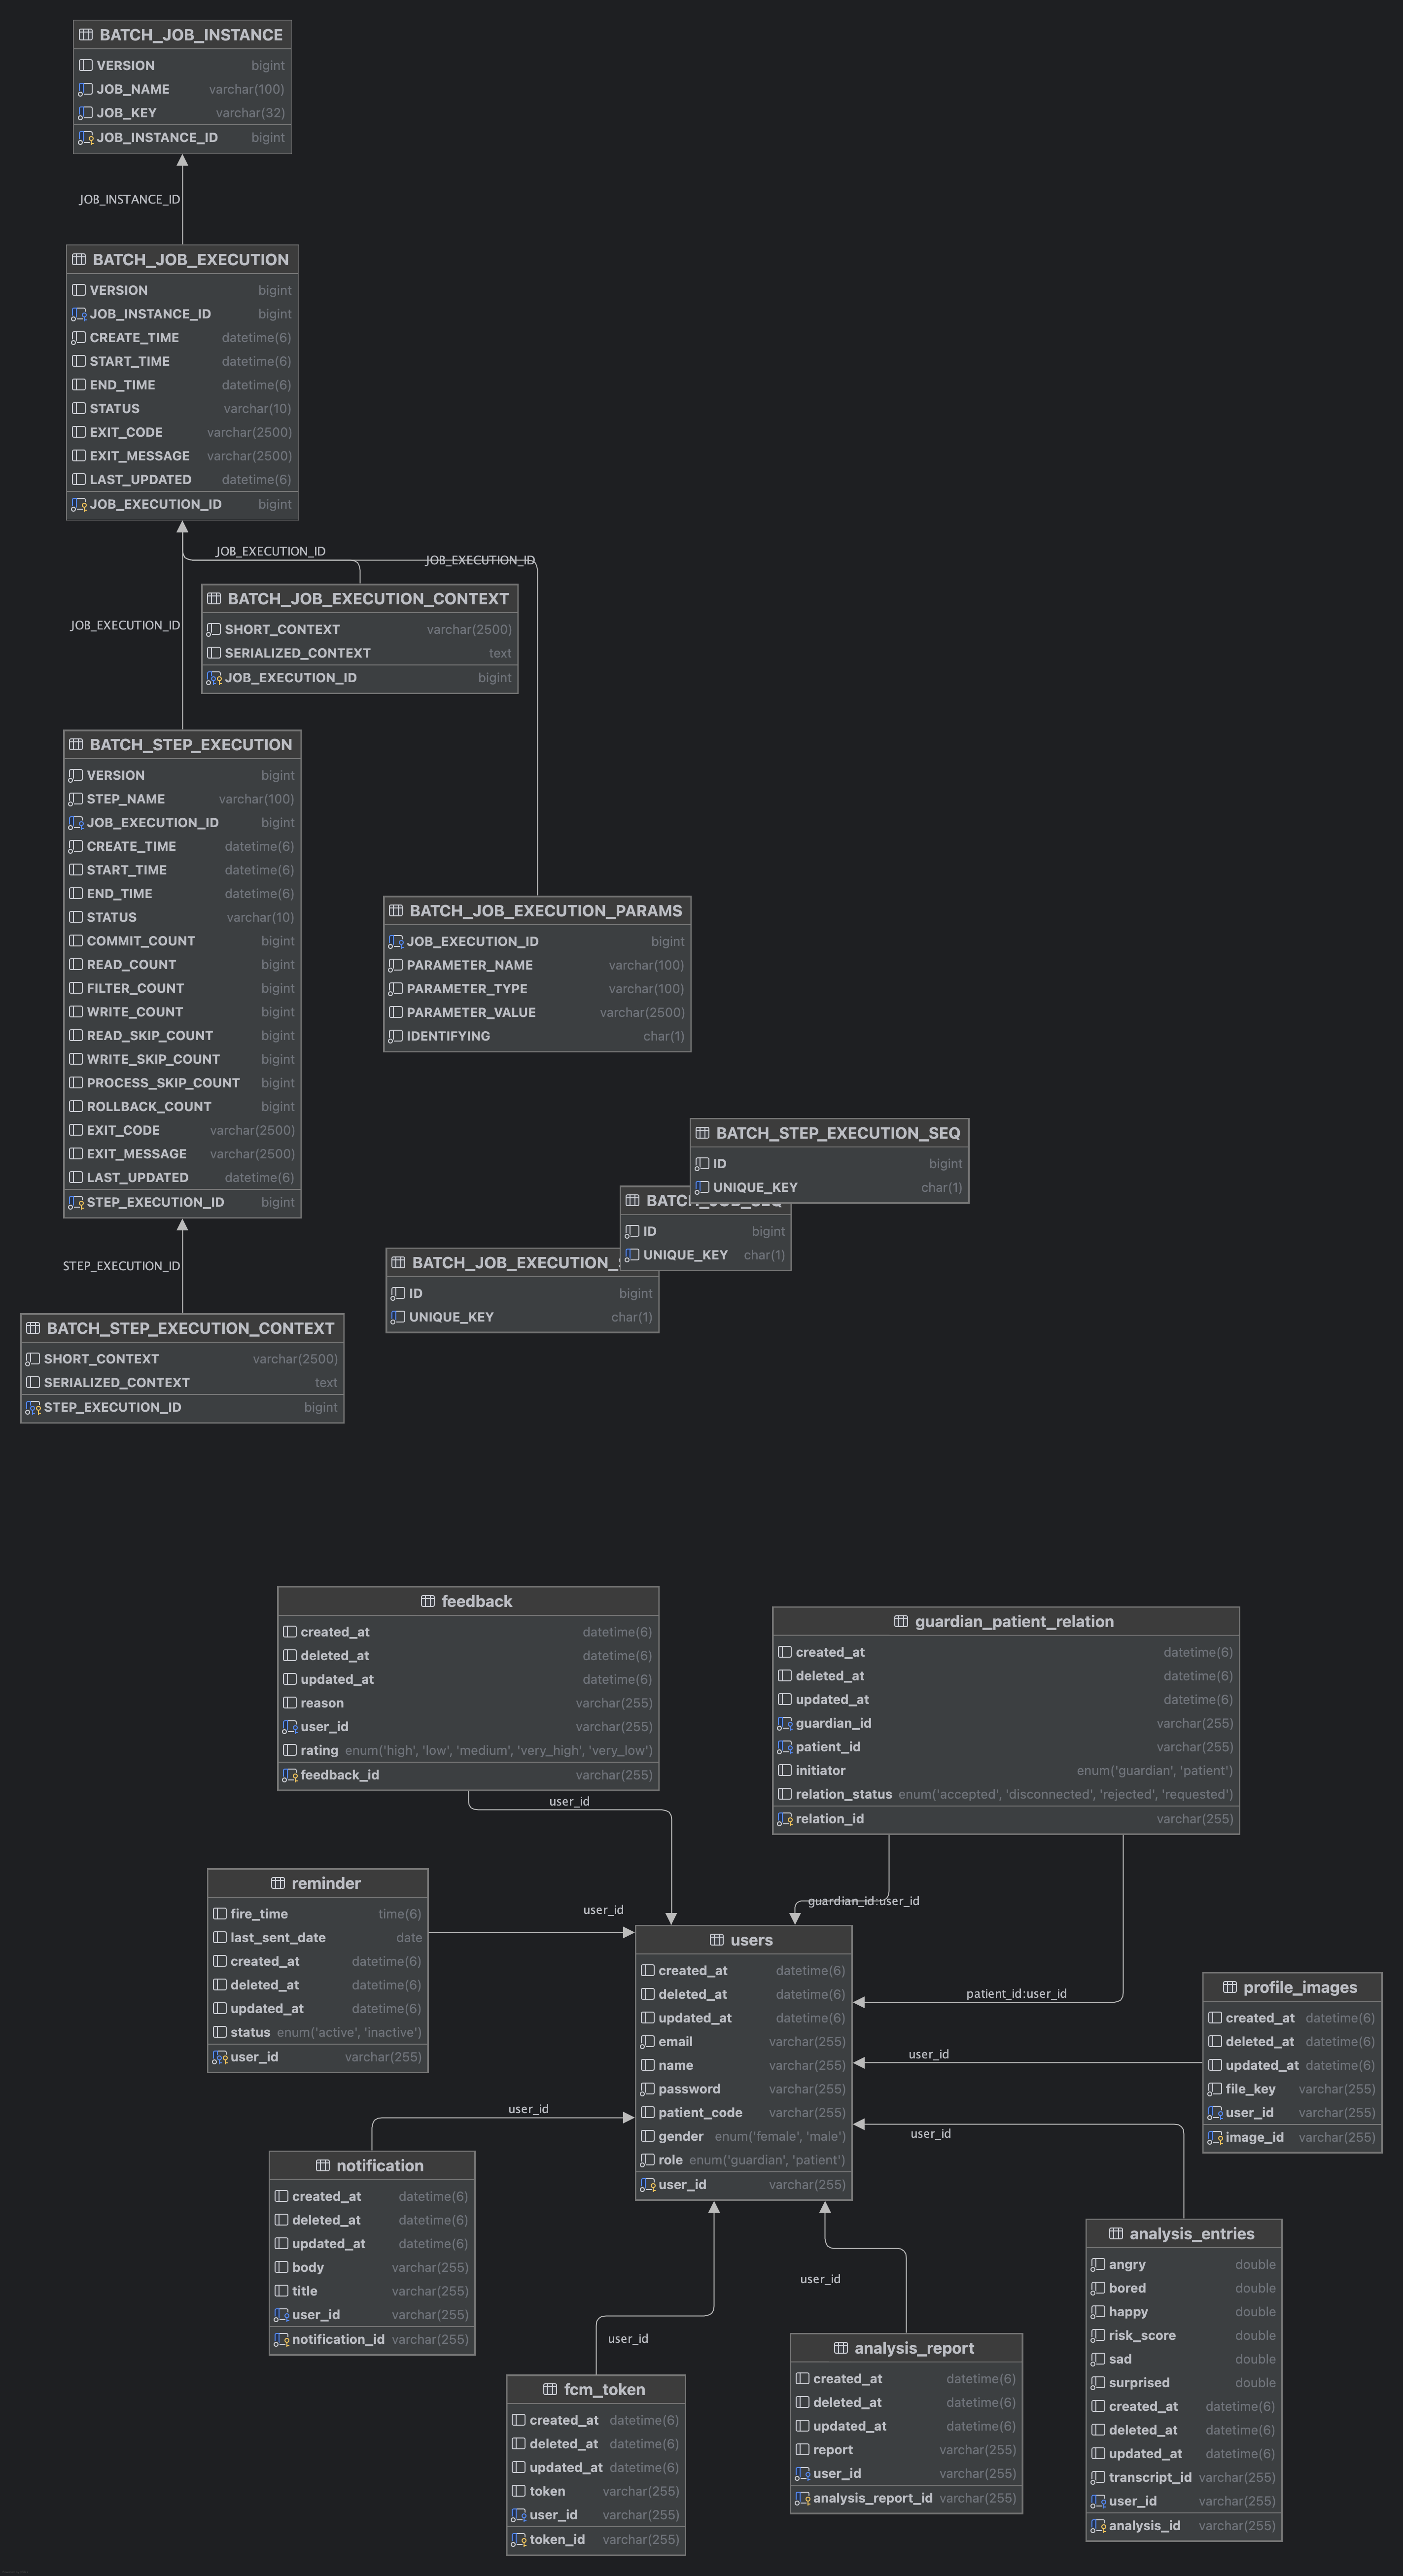 BATCH_JOB_INSTANCE
VERSION bigint
JOB_NAME varchar(100)
JOB_KEY varchar(32)
JOB_INSTANCE_ID bigint
JOB_INSTANCE_ID
BATCH_JOB_EXECUTION
VERSION bigint
JOB_INSTANCE_ID bigint
CREATE_TIME datetime(6)
START_TIME datetime(6)
END_TIME datetime(6)
STATUS varchar(10)
EXIT_CODE varchar(2500)
EXIT_MESSAGE varchar(2500)
LAST_UPDATED datetime(6)
JOB_EXECUTION_ID bigint
JOB_EXECUTION_ID
JOB_EXECUTION_ID
BATCH_JOB_EXECUTION_CONTEXT
SHORT_CONTEXT varchar(2500)
SERIALIZED_CONTEXT text
JOB_EXECUTION_ID bigint
JOB_EXECUTION_ID
BATCH_STEP_EXECUTION
VERSION bigint
STEP_NAME varchar(100)
JOB_EXECUTION_ID bigint
CREATE_TIME datetime(6)
START_TIME datetime(6)
END_TIME datetime(6)
STATUS varchar(10)
COMMIT_COUNT bigint
READ_COUNT bigint
FILTER_COUNT bigint
WRITE_COUNT bigint
READ_SKIP_COUNT bigint
WRITE_SKIP_COUNT bigint
PROCESS_SKIP_COUNT bigint
ROLLBACK_COUNT bigint
EXIT_CODE varchar(2500)
EXIT_MESSAGE varchar(2500)
LAST_UPDATED datetime(6)
STEP_EXECUTION_ID bigint
BATCH_JOB_EXECUTION_PARAMS
JOB_EXECUTION_ID bigint
PARAMETER_NAME varchar(100)
PARAMETER_TYPE varchar(100)
PARAMETER_VALUE varchar(2500)
IDENTIFYING char(1)
BATCH_STEP_EXECUTION_SEQ
ID bigint
UNIQUE_KEY char(1)
BATCH_JOB_SEQ
ID bigint
UNIQUE_KEY char(1)
BATCH_JOB_EXECUTION_
ID bigint
UNIQUE_KEY char(1)
STEP_EXECUTION_ID
BATCH_STEP_EXECUTION_CONTEXT
SHORT_CONTEXT varchar(2500)
SERIALIZED_CONTEXT text
STEP_EXECUTION_ID bigint
feedback
created_at datetime(6)
deleted_at datetime(6)
updated_at datetime(6)
reason varchar(255)
user_id varchar(255)
rating enum('high', 'low', 'medium', 'very_high', 'very_low')
feedback_id varchar(255)
user_id
guardian_patient_relation
created_at datetime(6)
deleted_at datetime(6)
updated_at datetime(6)
guardian_id varchar(255)
patient_id varchar(255)
initiator enum('guardian', 'patient')
relation_status enum('accepted', 'disconnected', 'rejected', 'requested')
relation_id varchar(255)
guardian_id:user_id
patient_id:user_id
reminder
fire_time time(6)
last_sent_date date
created_at datetime(6)
deleted_at datetime(6)
updated_at datetime(6)
status enum('active', 'inactive')
user_id varchar(255)
user_id
users
created_at datetime(6)
deleted_at datetime(6)
updated_at datetime(6)
email varchar(255)
name varchar(255)
password varchar(255)
patient_code varchar(255)
gender enum('female', 'male')
role enum('guardian', 'patient')
user_id varchar(255)
profile_images
created_at datetime(6)
deleted_at datetime(6)
updated_at datetime(6)
file_key varchar(255)
user_id varchar(255)
image_id varchar(255)
user_id
user_id
user_id
notification
created_at datetime(6)
deleted_at datetime(6)
updated_at datetime(6)
body varchar(255)
title varchar(255)
user_id varchar(255)
notification_id varchar(255)
user_id
fcm_token
created_at datetime(6)
deleted_at datetime(6)
updated_at datetime(6)
token varchar(255)
user_id varchar(255)
token_id varchar(255)
user_id
analysis_report
created_at datetime(6)
deleted_at datetime(6)
updated_at datetime(6)
report varchar(255)
user_id varchar(255)
analysis_report_id varchar(255)
analysis_entries
angry double
bored double
happy double
risk_score double
sad double
surprised double
created_at datetime(6)
deleted_at datetime(6)
updated_at datetime(6)
transcript_id varchar(255)
user_id varchar(255)
analysis_id varchar(255)